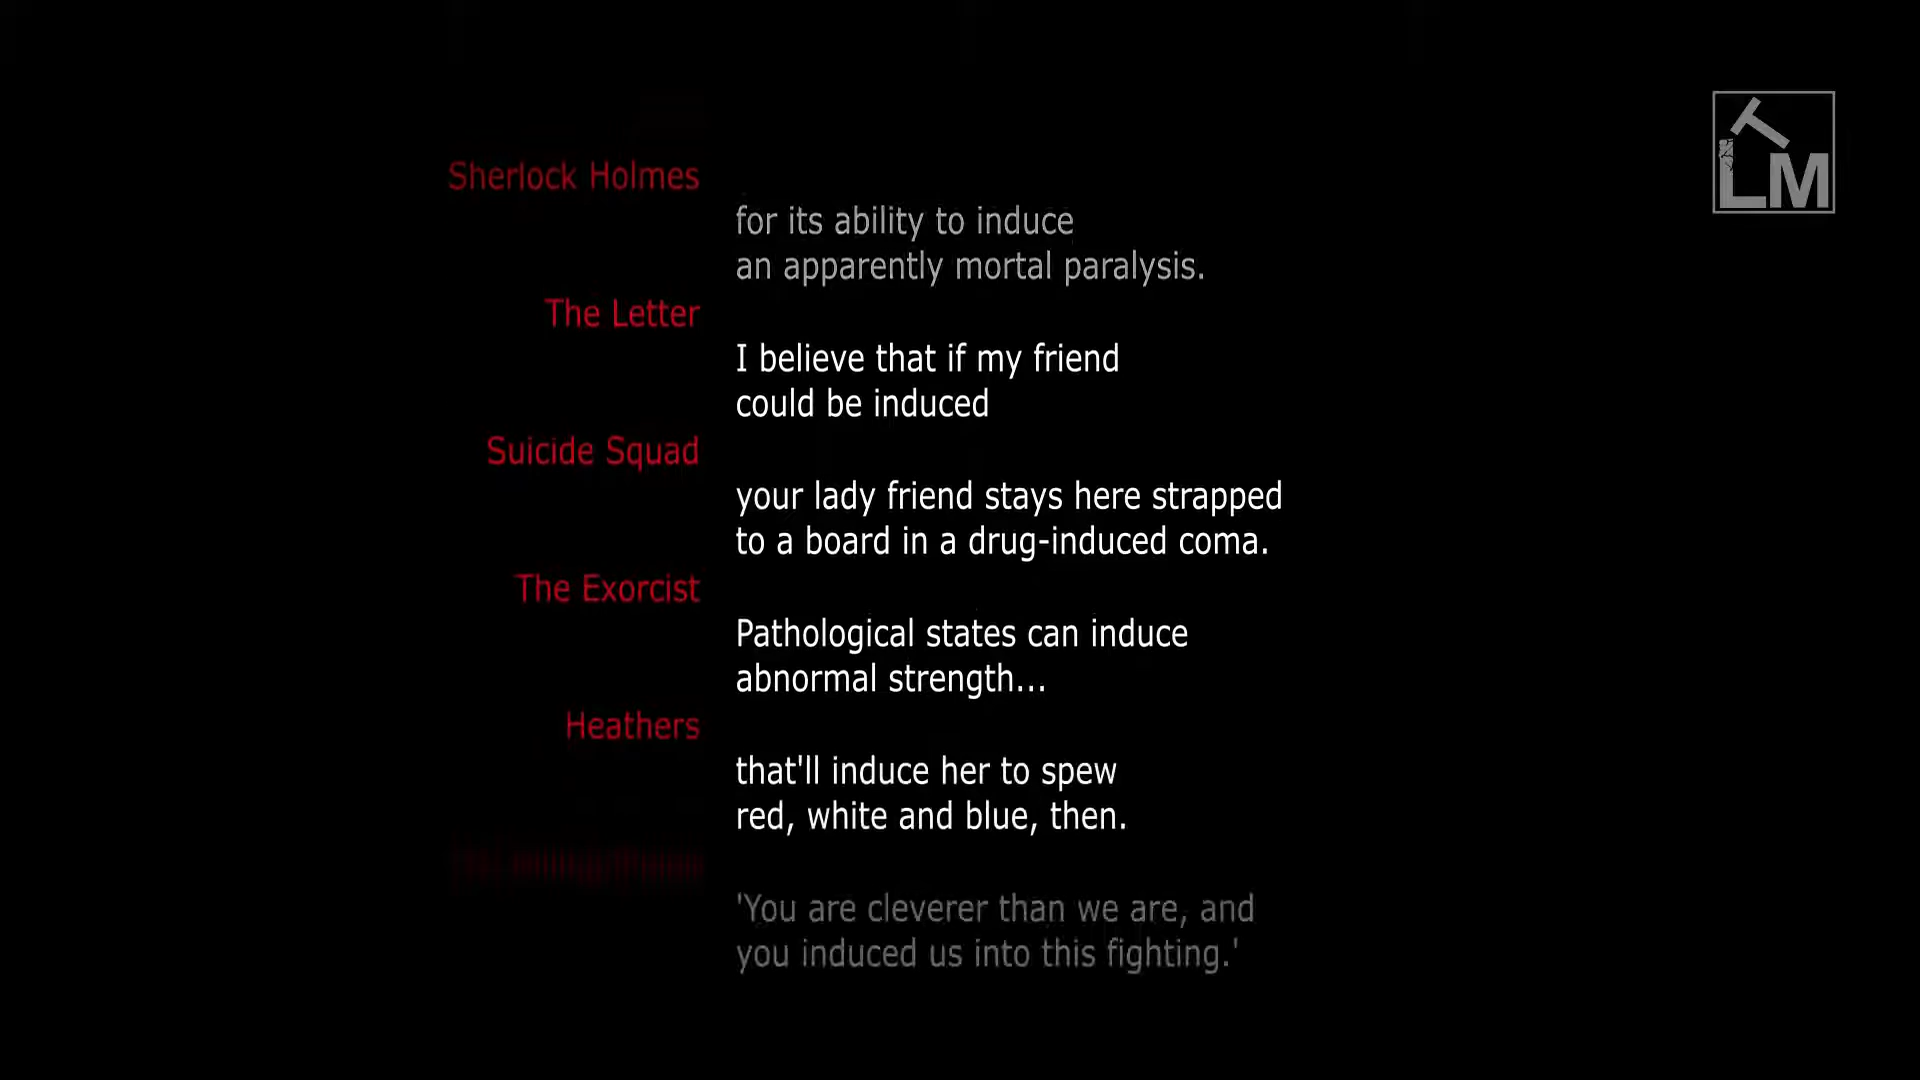 Sherlock Holmes
for its ability to induce
an apparently mortal paralysis.
The Letter
I believe that if my friend
could be induced
Suicide Squad
your lady friend stays here strapped
to a board in a drug-induced coma.
The Exorcist
Pathological states can induce
abnormal strength...
Heathers
that'll induce her to spew
red, white and blue, then.
'You are cleverer than we are, and
you induced us into this fighting.'
LTM